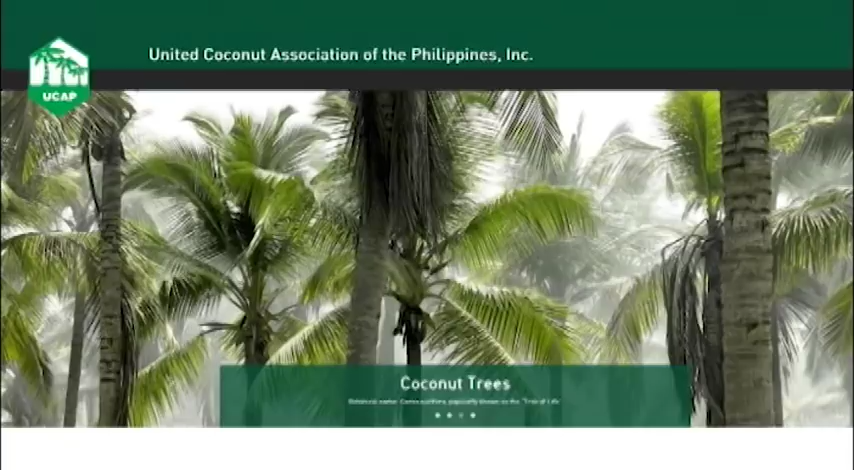 United Coconut Association of the Philippines, Inc.
UCAP
Coconut Trees